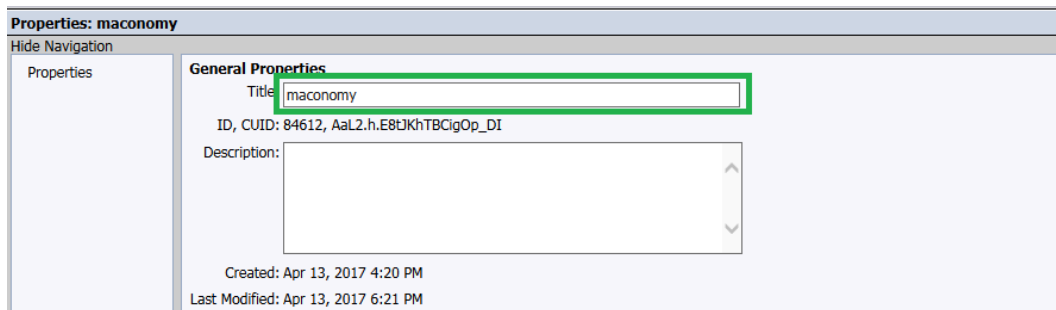 Properties: maconomy
Hide Navigation
Properties
General Properties
Title
maconomy
ID, CUID: 84612, AaL2.h.E8tJKhTBCigOp_DI
Description:
Created: Apr 13, 2017 4:20 PM
Last Modified: Apr 13, 2017 6:21 PM